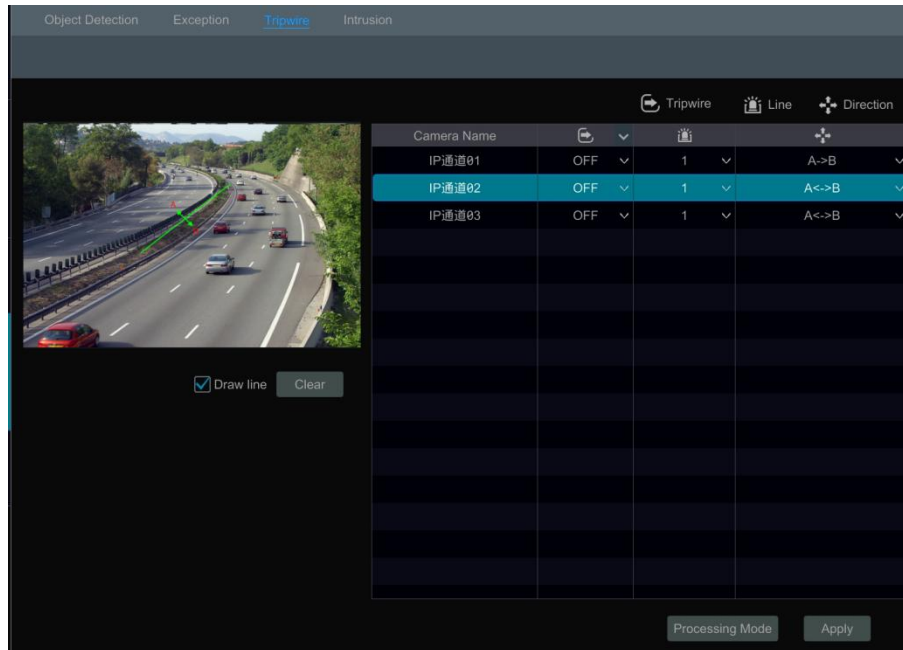 Object Detection Exception Tripwire Intrusion
Tripwire Line Direction
Camera Name
IP通道01 OFF 1 A->B
IP通道02 OFF 1 A<->B
IP通道03 OFF 1 A<->B
A
Draw line Clear
Processing Mode Apply